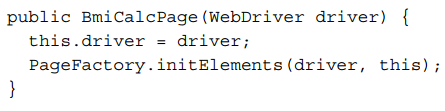 public BmiCalcPage(WebDriver driver) {
  this.driver = driver;
  PageFactory.initElements(driver, this);
}